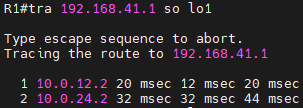 R1#tra 192.168.41.1 so lo1
Type escape sequence to abort.
Tracing the route to 192.168.41.1
1 10.0.12.2 20 msec 12 msec 20 msec
2 10.0.24.2 32 msec 32 msec 44 msec